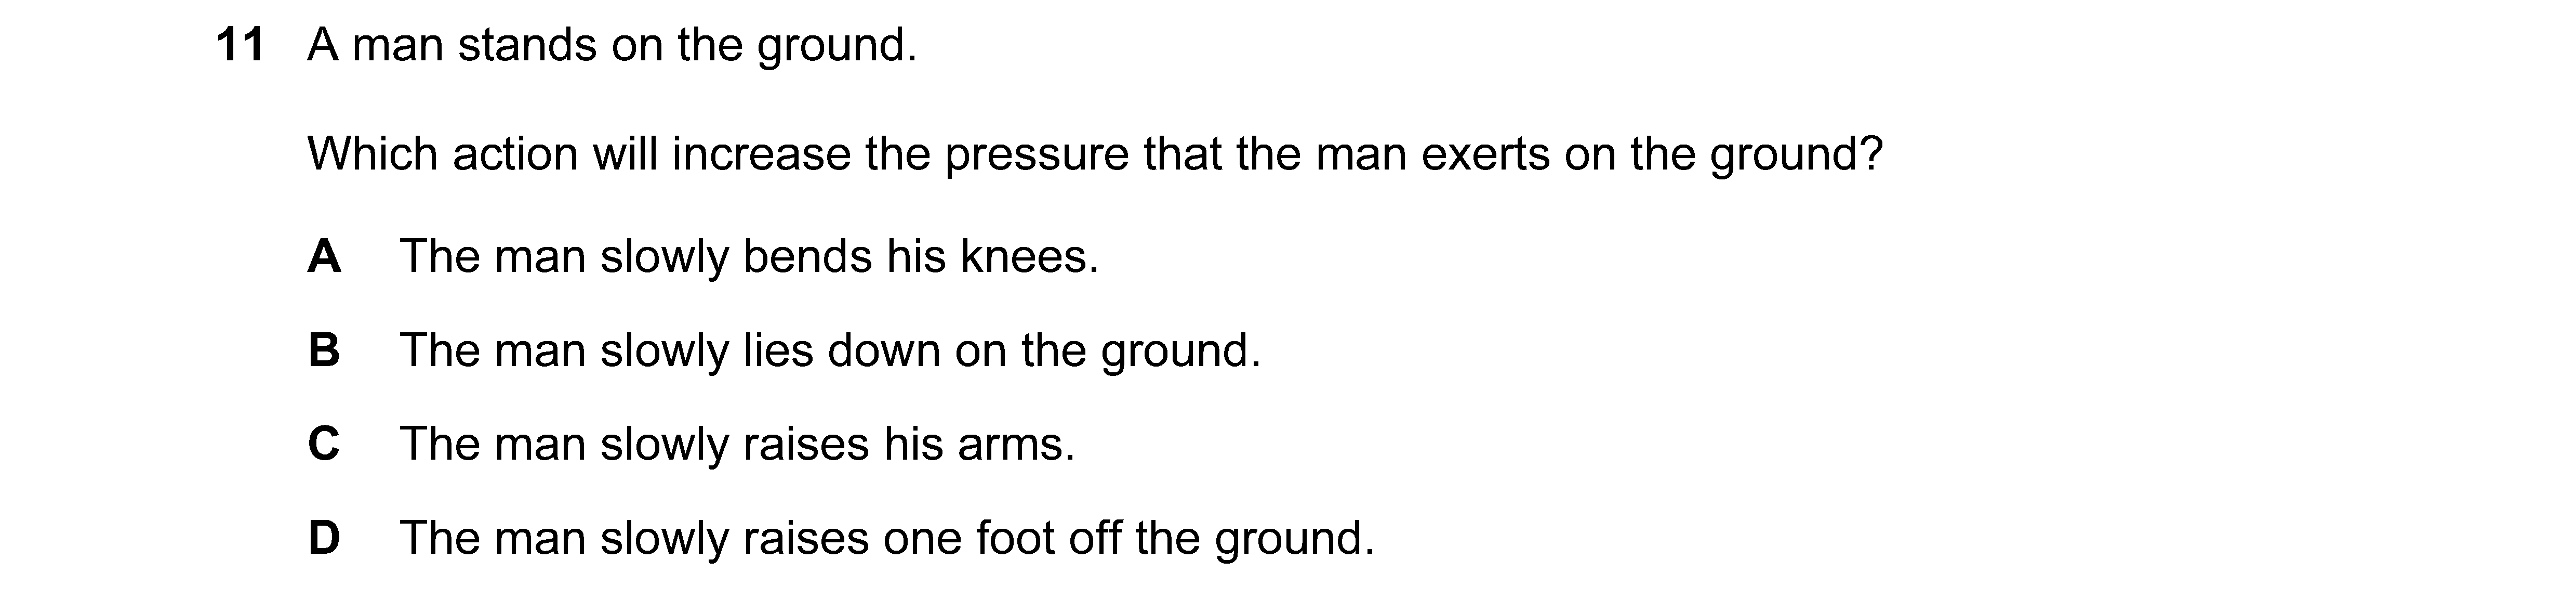 11 A man stands on the ground.
Which action will increase the pressure that the man exerts on the ground?
A The man slowly bends his knees.
B The man slowly lies down on the ground.
C The man slowly raises his arms.
D The man slowly raises one foot off the ground.